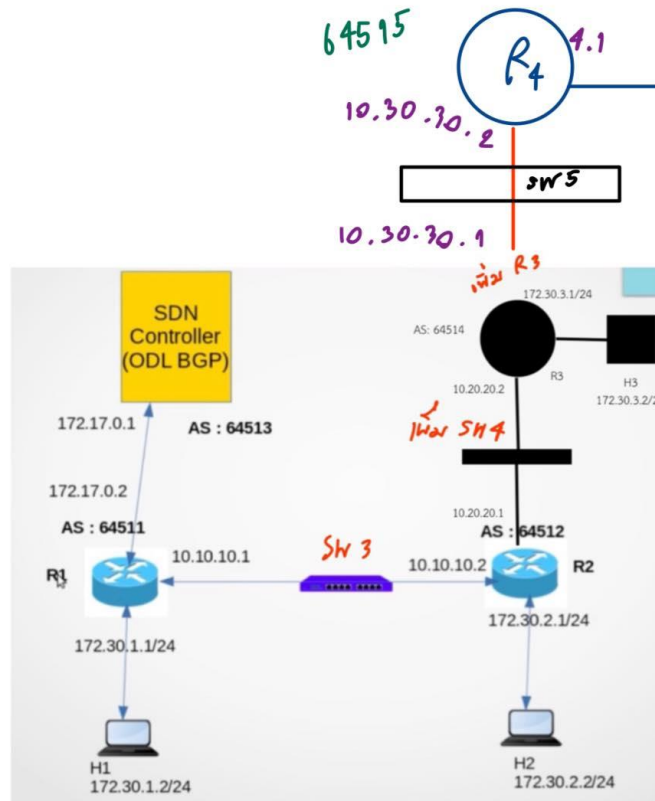 64515
R4
4.1
10.30.30.2
SW5
10.30.30.1
เพิ่ม R3
172.30.3.1/24
SDN
Controller
(ODL BGP)
AS: 64514
R3
H3
172.30.3.2/2
10.20.20.2
172.17.0.1
AS : 64513
เพิ่ม SW4
172.17.0.2
10.20.20.1
AS : 64511
AS : 64512
SW 3
R1
10.10.10.1
10.10.10.2
R2
172.30.1.1/24
172.30.2.1/24
H1
172.30.1.2/24
H2
172.30.2.2/24